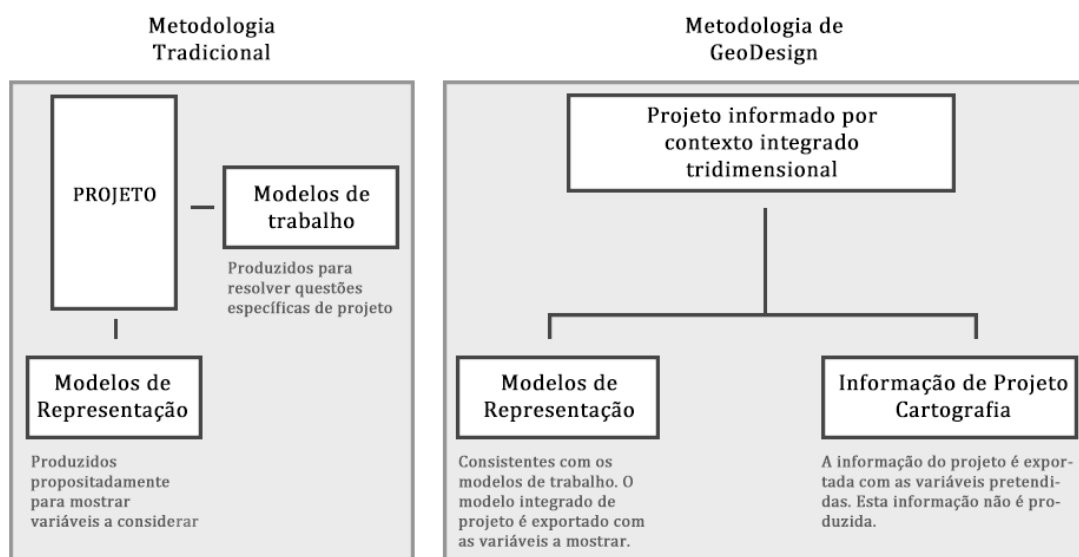 Metodologia
Tradicional
PROJETO
Modelos de
trabalho
Produzidos para
resolver questões
específicas de projeto
Modelos de
Representação
Produzidos
propositadamente
para mostrar
variáveis a considerar
Metodologia de
GeoDesign
Projeto informado por
contexto integrado
tridimensional
Modelos de
Representação
Consistentes com os
modelos de trabalho. O
modelo integrado de
projeto é exportado com
as variáveis a mostrar.
Informação de Projeto
Cartografia
A informação do projeto é expor-
tada com as variáveis pretendi-
das. Esta informação não é pro-
duzida.